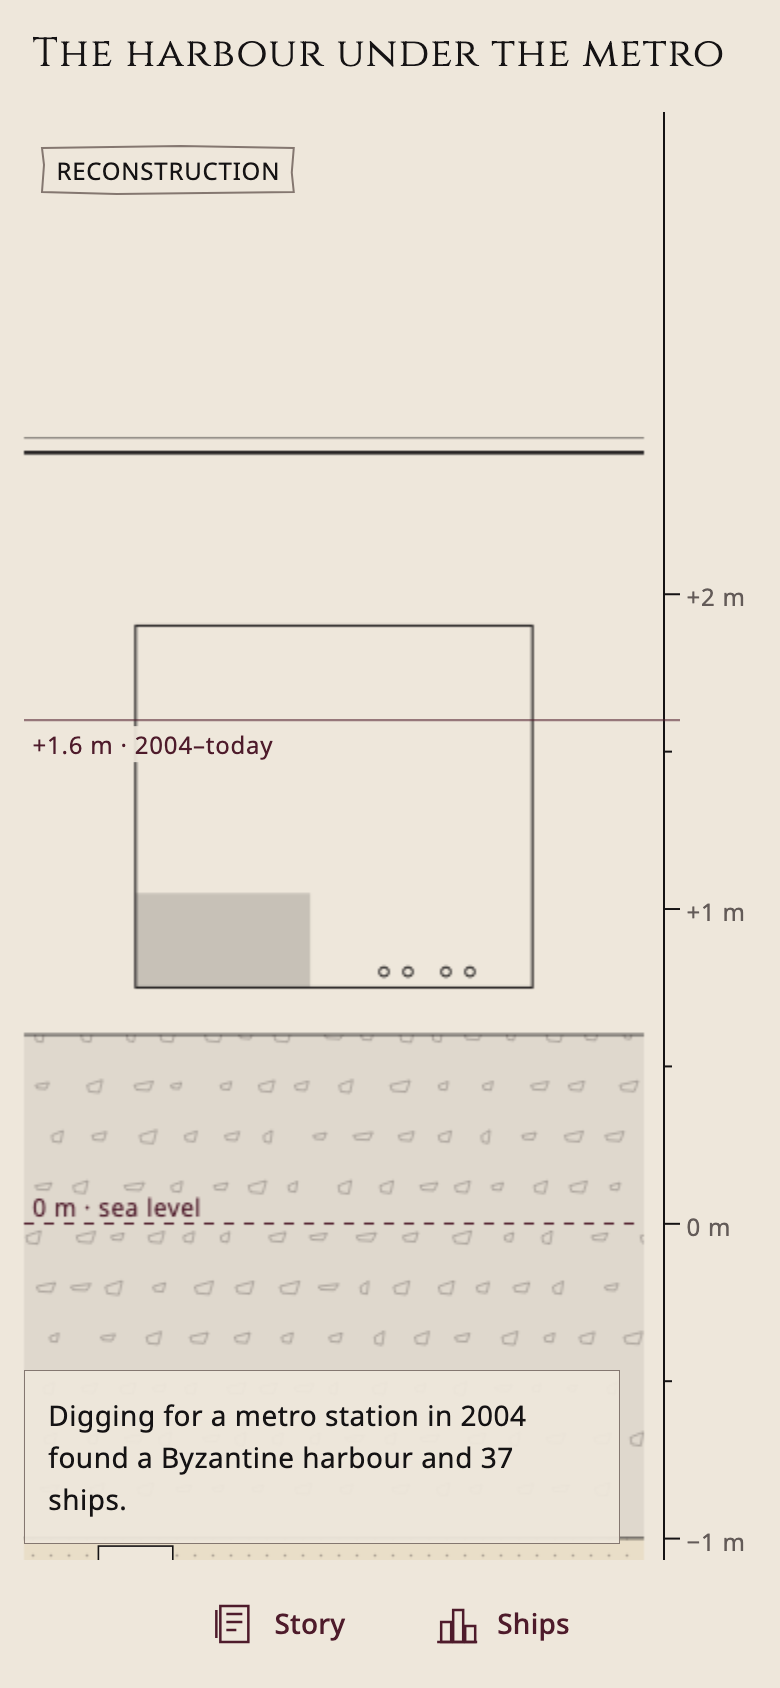 The harbour under the metro
RECONSTRUCTION
+2 m
+1.6 m · 2004–today
+1 m
0 m · sea level
0 m
Digging for a metro station in 2004
found a Byzantine harbour and 37
ships.
−1 m
Story
Ships